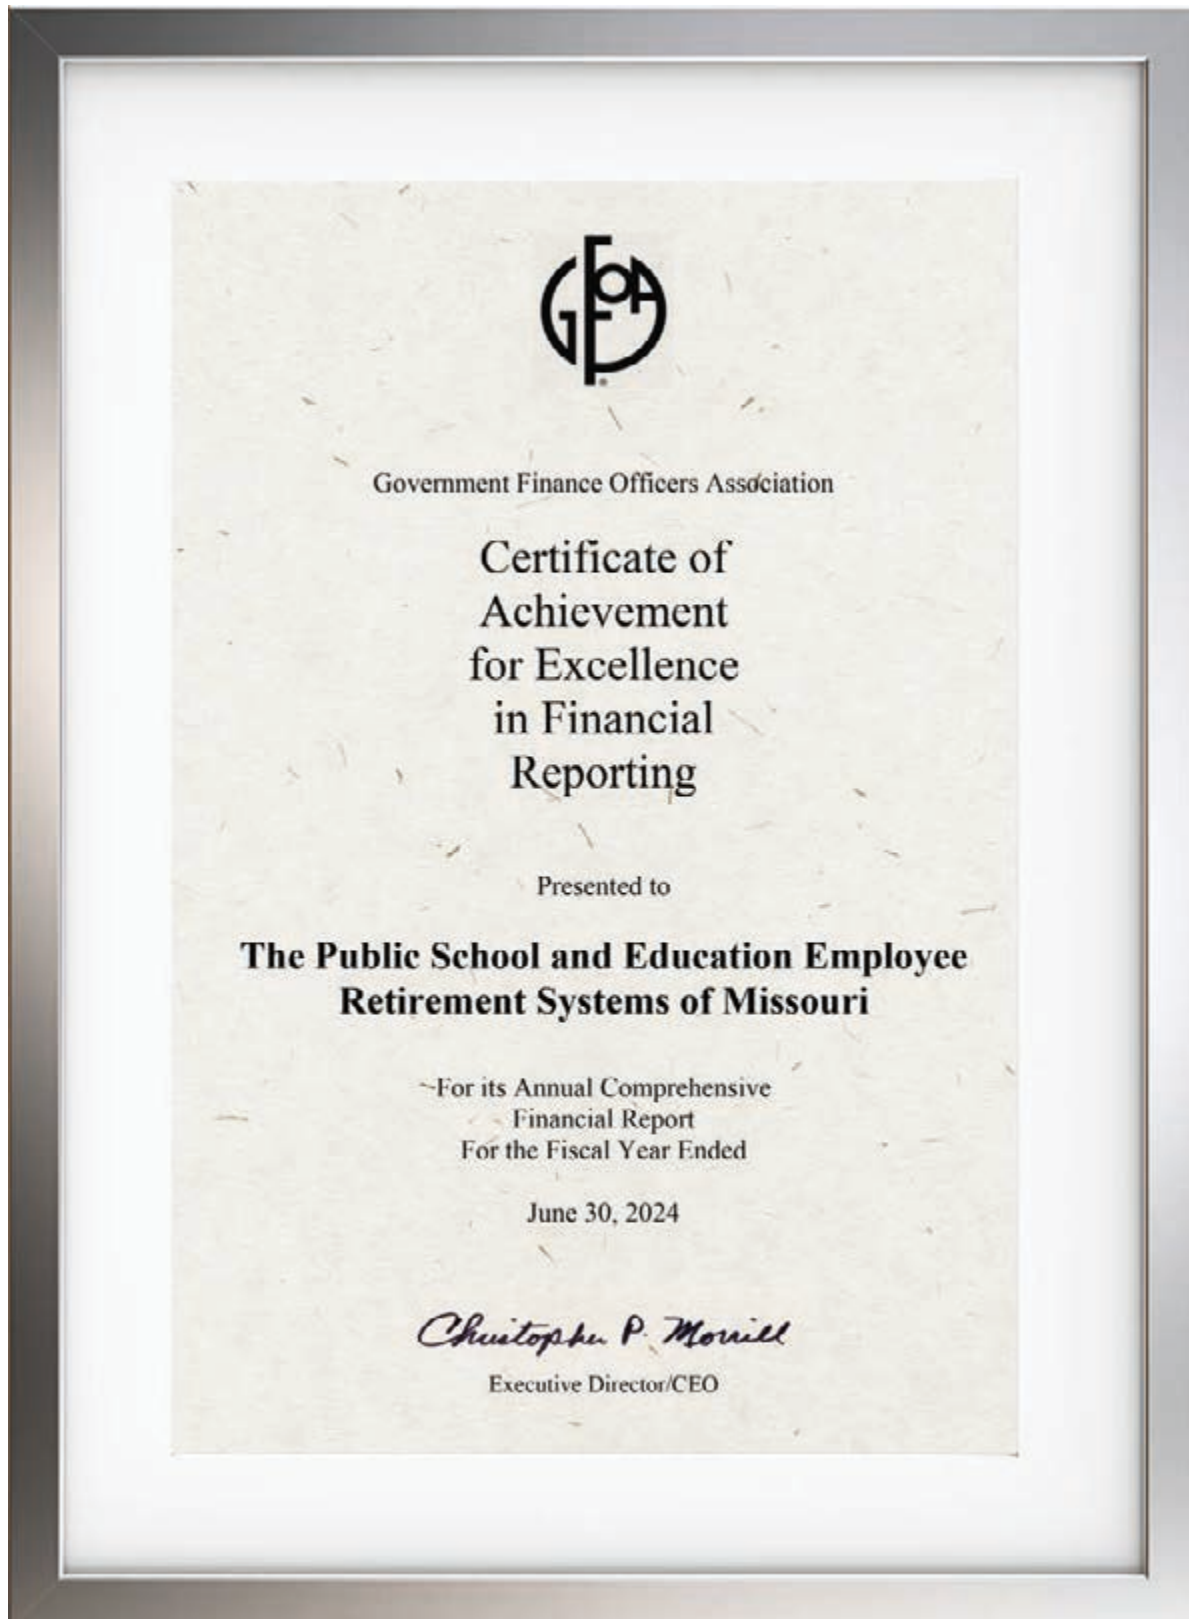 GFOA
Government Finance Officers Association
Certificate of
Achievement
for Excellence
in Financial
Reporting
Presented to
The Public School and Education Employee
Retirement Systems of Missouri
For its Annual Comprehensive
Financial Report
For the Fiscal Year Ended
June 30, 2024
Christopher P. Morrill
Executive Director/CEO